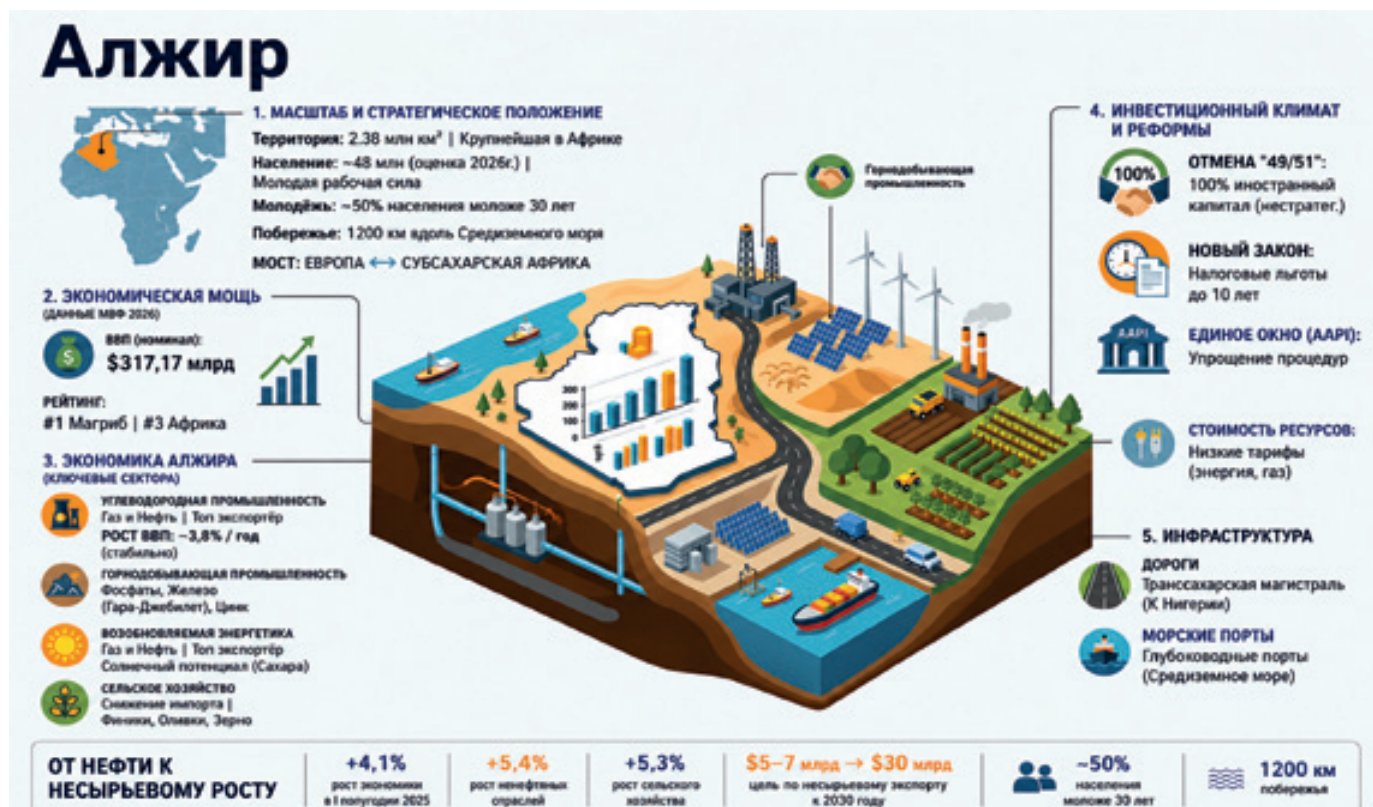 Алжир
1. МАСШТАБ И СТРАТЕГИЧЕСКОЕ ПОЛОЖЕНИЕ
Территория: 2.38 млн км² | Крупнейшая в Африке
Население: ~48 млн (оценка 2026г.) |
Молодая рабочая сила
Молодёжь: ~50% населения моложе 30 лет
Побережье: 1200 км вдоль Средиземного моря
МОСТ: ЕВРОПА ↔ СУБСАХАРСКАЯ АФРИКА
2. ЭКОНОМИЧЕСКАЯ МОЩЬ
(ДАННЫЕ МВФ 2026)
ВВП (номинал):
$317,17 млрд
РЕЙТИНГ:
#1 Магриб | #3 Африка
3. ЭКОНОМИКА АЛЖИРА
(КЛЮЧЕВЫЕ СЕКТОРА)
УГЛЕВОДОРОДНАЯ ПРОМЫШЛЕННОСТЬ
Газ и Нефть | Топ экспортёр
РОСТ ВВП: ~3,8% / год
(стабильно)
ГОРНОДОБЫВАЮЩАЯ ПРОМЫШЛЕННОСТЬ
Фосфаты, Железо
(Гара-Джебилет), Цинк
ВОЗОБНОВЛЯЕМАЯ ЭНЕРГЕТИКА
Газ и Нефть | Топ экспортёр
Солнечный потенциал (Сахара)
СЕЛЬСКОЕ ХОЗЯЙСТВО
Снижение импорта |
Финики, Оливки, Зерно
Горнодобывающая
промышленность
300
200
100
0
4. ИНВЕСТИЦИОННЫЙ КЛИМАТ
И РЕФОРМЫ
100%
ОТМЕНА "49/51":
100% иностранный
капитал (нестратег.)
НОВЫЙ ЗАКОН:
Налоговые льготы
до 10 лет
AAPI
ЕДИНОЕ ОКНО (AAPI):
Упрощение процедур
СТОИМОСТЬ РЕСУРСОВ:
Низкие тарифы
(энергия, газ)
5. ИНФРАСТРУКТУРА
ДОРОГИ
Транссахарская магистраль
(К Нигерии)
МОРСКИЕ ПОРТЫ
Глубоководные порты
(Средиземное море)
ОТ НЕФТИ К
НЕСЫРЬЕВОМУ РОСТУ
+4,1%
рост экономики
в I полугодии 2025
+5,4%
рост ненефтяных
отраслей
+5,3%
рост сельского
хозяйства
$5–7 млрд → $30 млрд
цель по несырьевому экспорту
к 2030 году
~50%
населения
моложе 30 лет
1200 км
побережья